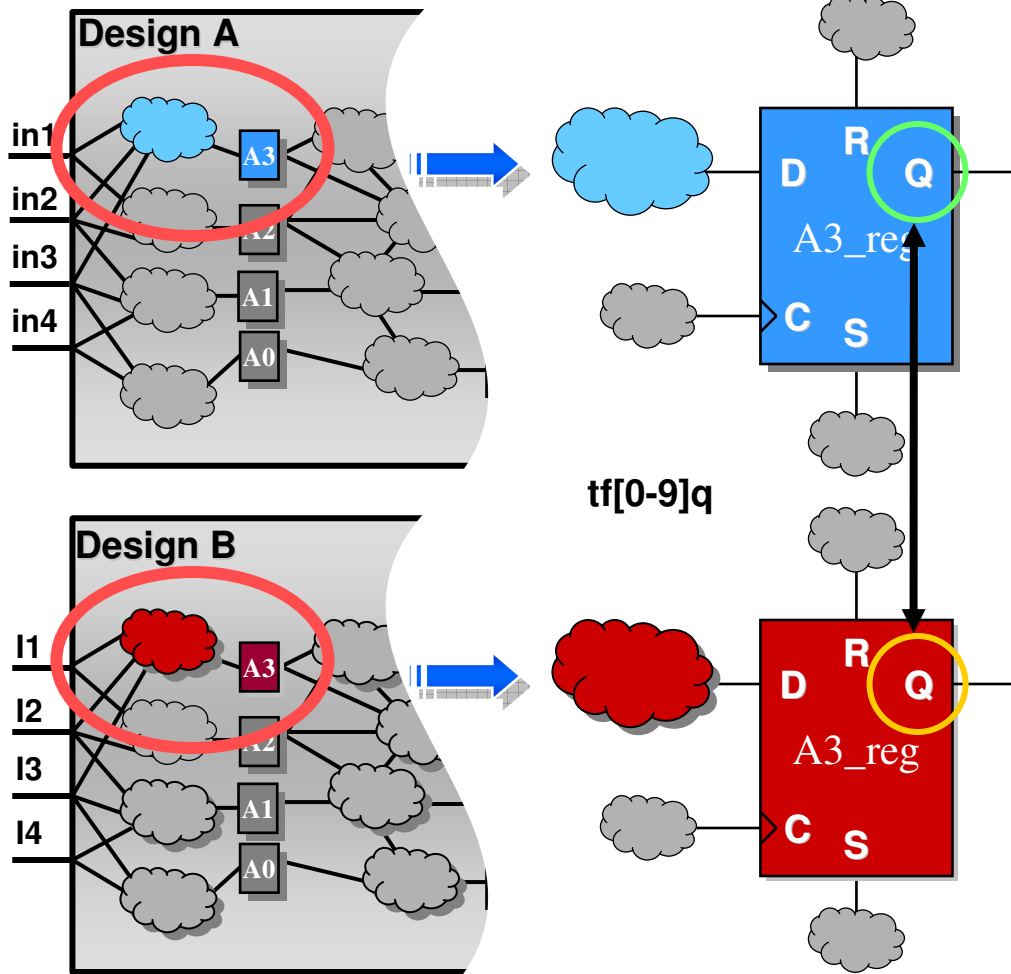 Design A
in1
in2
in3
in4
A3
A2
A1
A0
R
D
Q
A3_reg
C
S
tf[0-9]q
Design B
I1
I2
I3
I4
A3
A2
A1
A0
R
D
Q
A3_reg
C
S